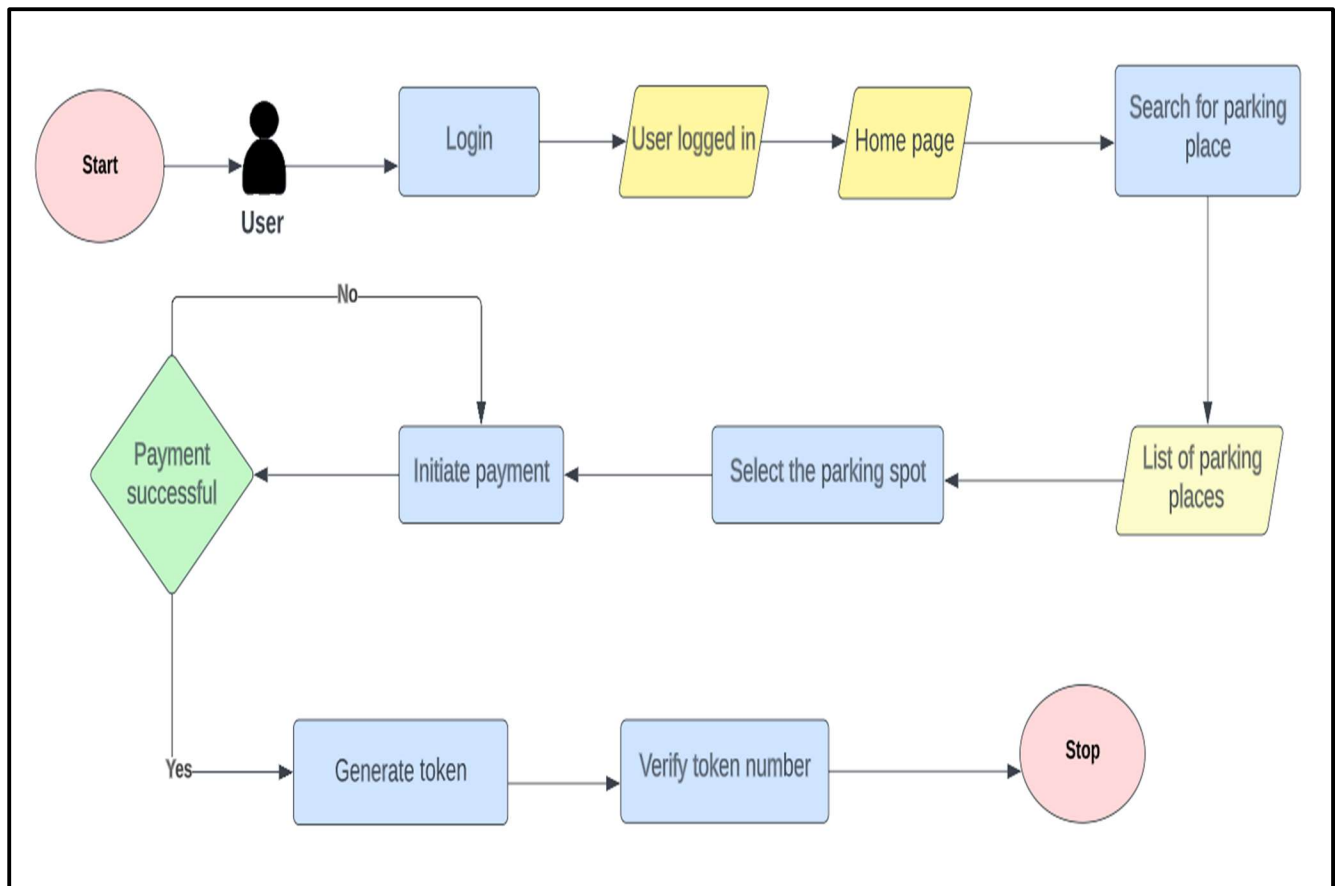 Start
User
Login
User logged in
Home page
Search for parking
place
No
Payment
successful
Initiate payment
Select the parking spot
List of parking
places
Yes
Generate token
Verify token number
Stop